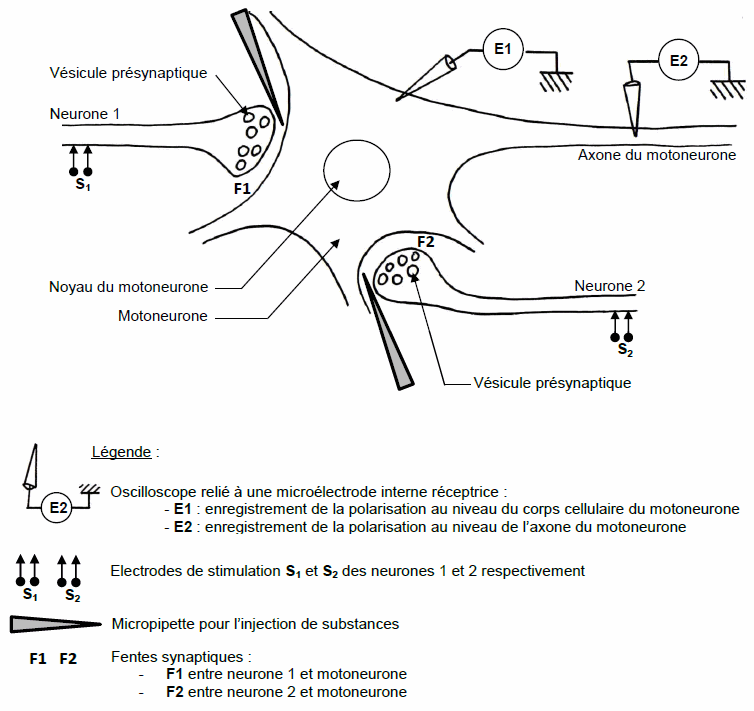 E1
E2
Vésicule présynaptique
Neurone 1
Axone du motoneurone
S1
F1
F2
Noyau du motoneurone
Neurone 2
Motoneurone
S2
Vésicule présynaptique
Légende :
E2
Oscilloscope relié à une microélectrode interne réceptrice :
- E1 : enregistrement de la polarisation au niveau du corps cellulaire du motoneurone
- E2 : enregistrement de la polarisation au niveau de l'axone du motoneurone
S1 S2
Electrodes de stimulation S1 et S2 des neurones 1 et 2 respectivement
Micropipette pour l'injection de substances
F1 F2
Fentes synaptiques :
- F1 entre neurone 1 et motoneurone
- F2 entre neurone 2 et motoneurone